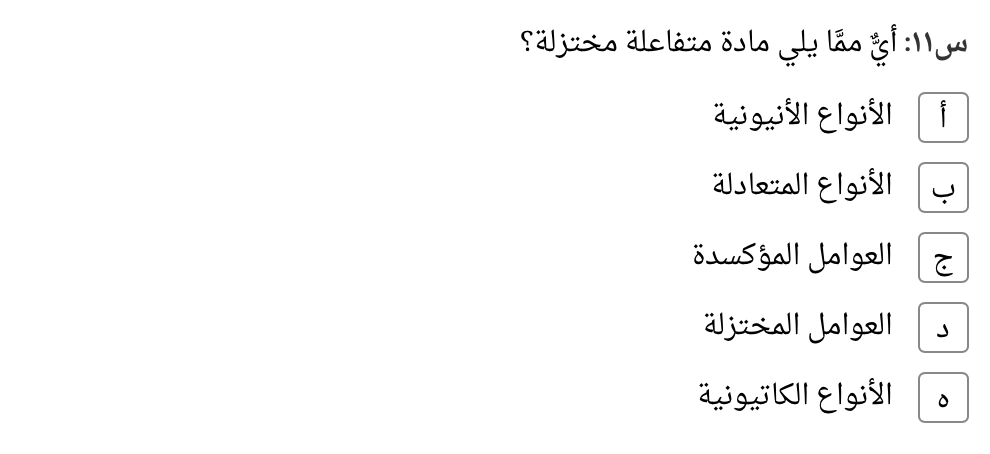 س١١: أيٌّ ممَّا يلي مادة متفاعلة مختزلة؟
أ الأنواع الأنيونية
ب الأنواع المتعادلة
ج العوامل المؤكسدة
د العوامل المختزلة
ه الأنواع الكاتيونية